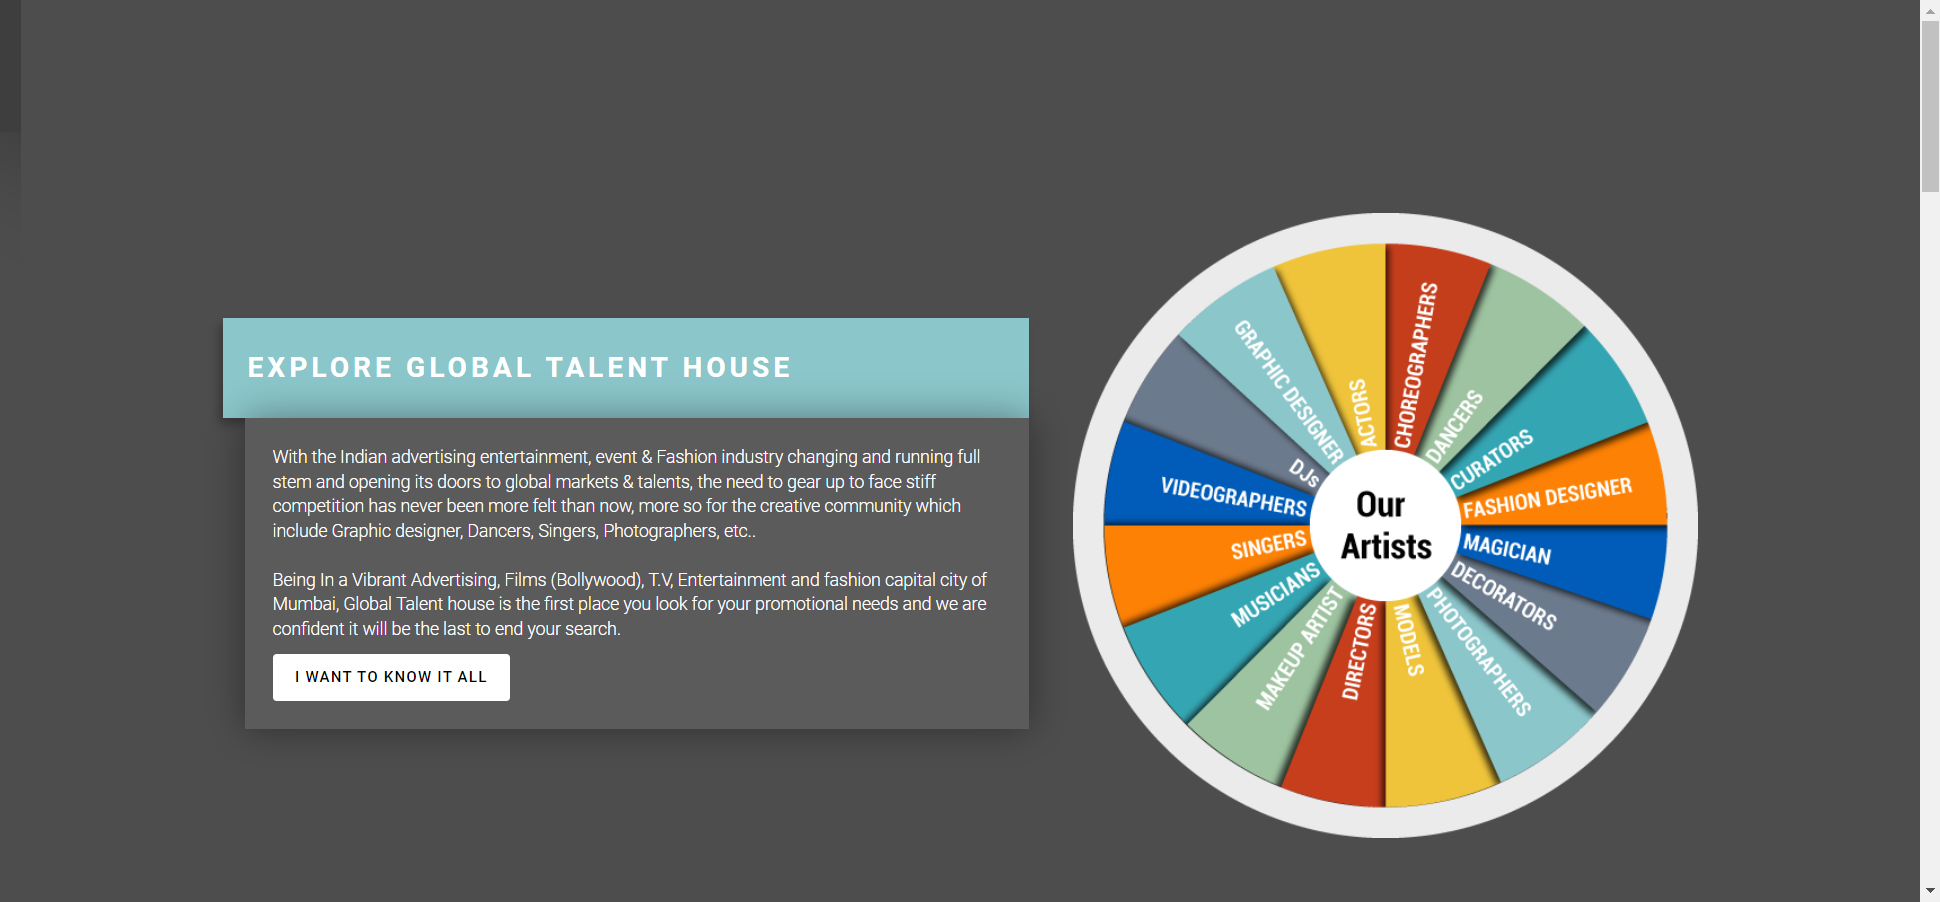 EXPLORE GLOBAL TALENT HOUSE
With the Indian advertising entertainment, event & Fashion industry changing and running full
stem and opening its doors to global markets & talents, the need to gear up to face stiff
competition has never been more felt than now, more so for the creative community which
include Graphic designer, Dancers, Singers, Photographers, etc..
Being In a Vibrant Advertising, Films (Bollywood), T.V, Entertainment and fashion capital city of
Mumbai, Global Talent house is the first place you look for your promotional needs and we are
confident it will be the last to end your search.
I WANT TO KNOW IT ALL
Our
Artists
CHOREOGRAPHERS
DANCERS
CURATORS
FASHION DESIGNER
MAGICIAN
DECORATORS
PHOTOGRAPHERS
MODELS
DIRECTORS
MAKEUP ARTIST
MUSICIANS
SINGERS
VIDEOGRAPHERS
DJs
GRAPHIC DESIGNER
ACTORS